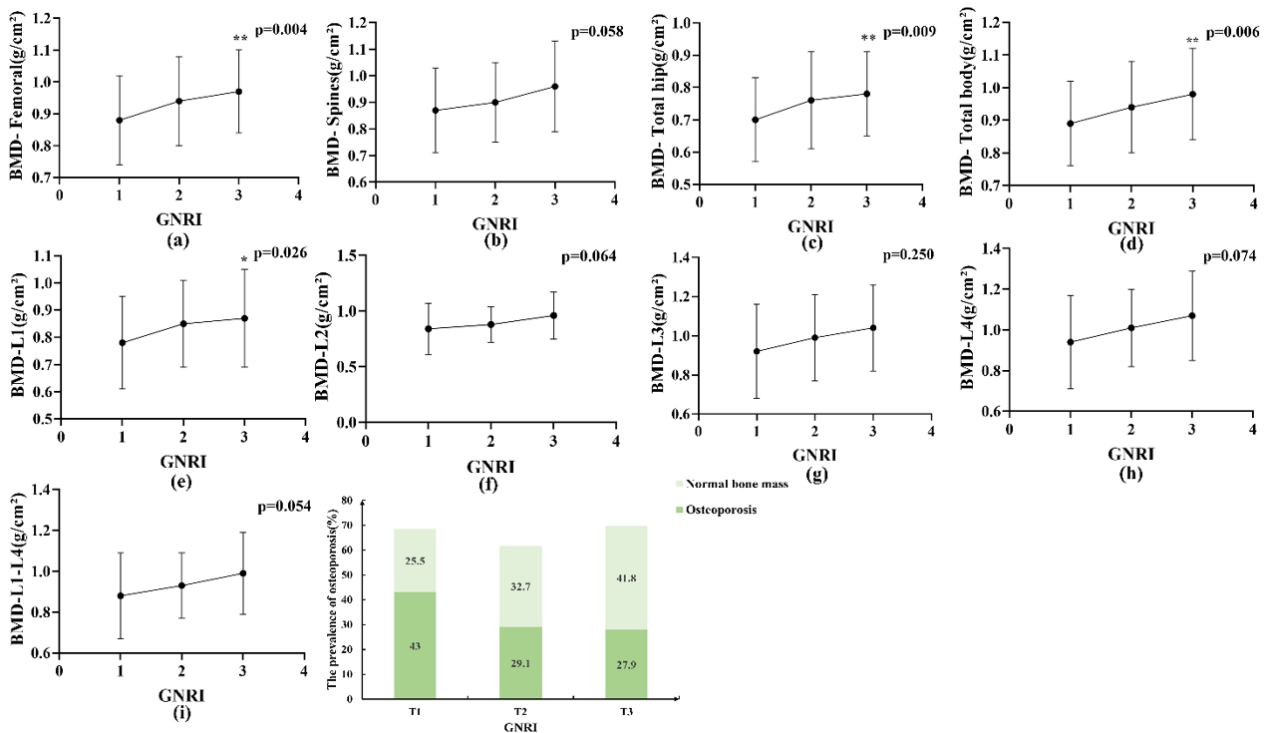 p=0.004
**
BMD- Femoral(g/cm²)
1.2
1.1
1.0
0.9
0.8
0.7
0 1 2 3 4
GNRI
(a)
p=0.058
BMD- Spines(g/cm²)
1.2
1.1
1.0
0.9
0.8
0.7
0.6
0 1 2 3 4
GNRI
(b)
p=0.009
**
BMD- Total hip(g/cm²)
1.0
0.9
0.8
0.7
0.6
0.5
0 1 2 3 4
GNRI
(c)
p=0.006
**
BMD- Total body(g/cm²)
1.2
1.1
1.0
0.9
0.8
0.7
0 1 2 3 4
GNRI
(d)
p=0.026
*
BMD-L1(g/cm²)
1.1
1.0
0.9
0.8
0.7
0.6
0.5
0 1 2 3 4
GNRI
(e)
p=0.064
BMD-L2(g/cm²)
1.5
1.0
0.5
0.0
0 1 2 3 4
GNRI
(f)
p=0.250
BMD-L3(g/cm²)
1.4
1.2
1.0
0.8
0.6
0 1 2 3 4
GNRI
(g)
p=0.074
BMD-L4(g/cm²)
1.4
1.2
1.0
0.8
0.6
0 1 2 3 4
GNRI
(h)
p=0.054
BMD-L1-L4(g/cm²)
1.4
1.2
1.0
0.8
0.6
0 1 2 3 4
GNRI
(i)
Normal bone mass
Osteoporosis
The prevalence of osteoporosis(%)
80
70
60
50
40
30
20
10
0
25.5 32.7 41.8
43 29.1 27.9
T1 T2 T3
GNRI